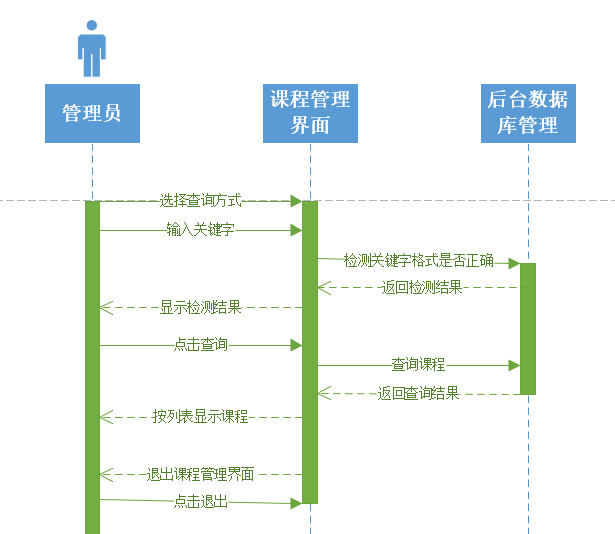 管理员
课程管理
界面
后台数据
库管理
选择查询方式
输入关键字
检测关键字格式是否正确
返回检测结果
显示检测结果
点击查询
查询课程
返回查询结果
按列表显示课程
退出课程管理界面
点击退出